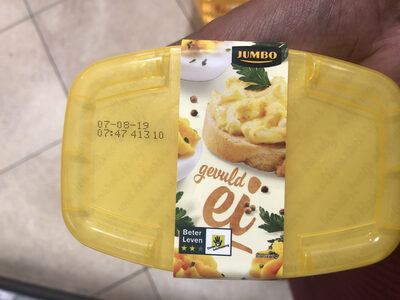 JUMBO
07-08-19
07:47 413 10
gevuld
ei
Beter
Leven